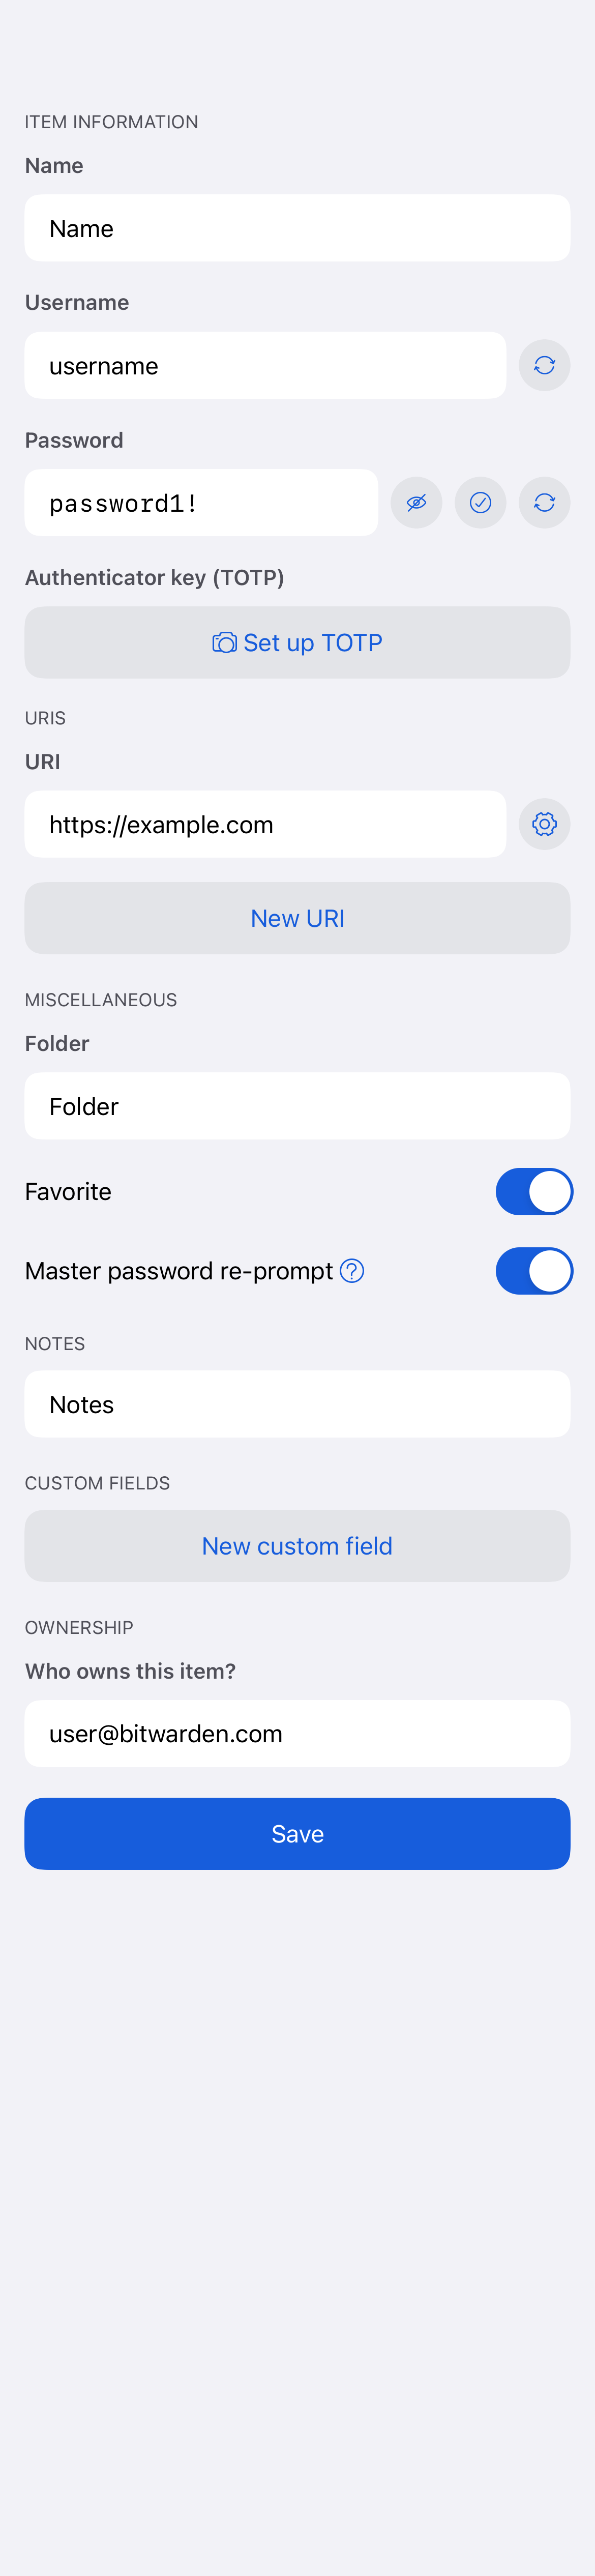 ITEM INFORMATION
Name
Name
Username
username
Password
password1!
Authenticator key (TOTP)
Set up TOTP
URIS
URI
https://example.com
New URI
MISCELLANEOUS
Folder
Folder
Favorite
Master password re-prompt
NOTES
Notes
CUSTOM FIELDS
New custom field
OWNERSHIP
Who owns this item?
user@bitwarden.com
Save